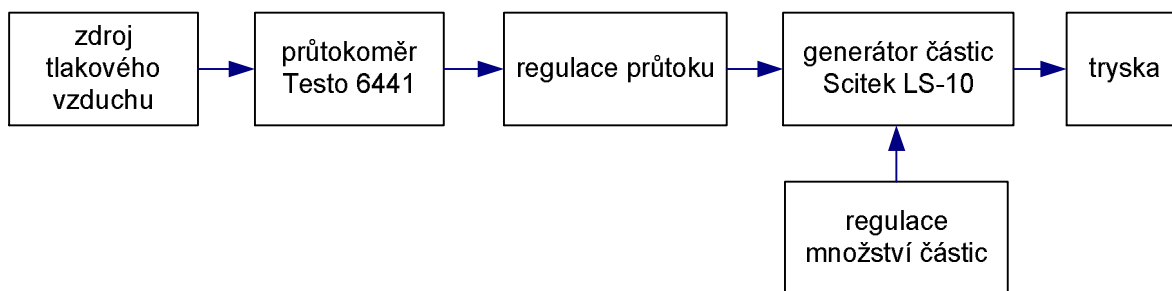 zdroj
tlakového
vzduchu
průtokoměr
Testo 6441
regulace průtoku
generátor částic
Scitek LS-10
tryska
regulace
množství částic